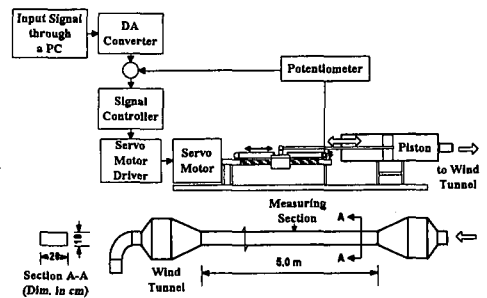 Input Signal
through
a PC
DA
Converter
Potentiometer
Signal
Controller
Servo
Motor
Driver
Servo
Motor
Piston
to Wind
Tunnel
Measuring
Section
A
A
10
20
Section A-A
(Dim. in cm)
Wind
Tunnel
5.0 m